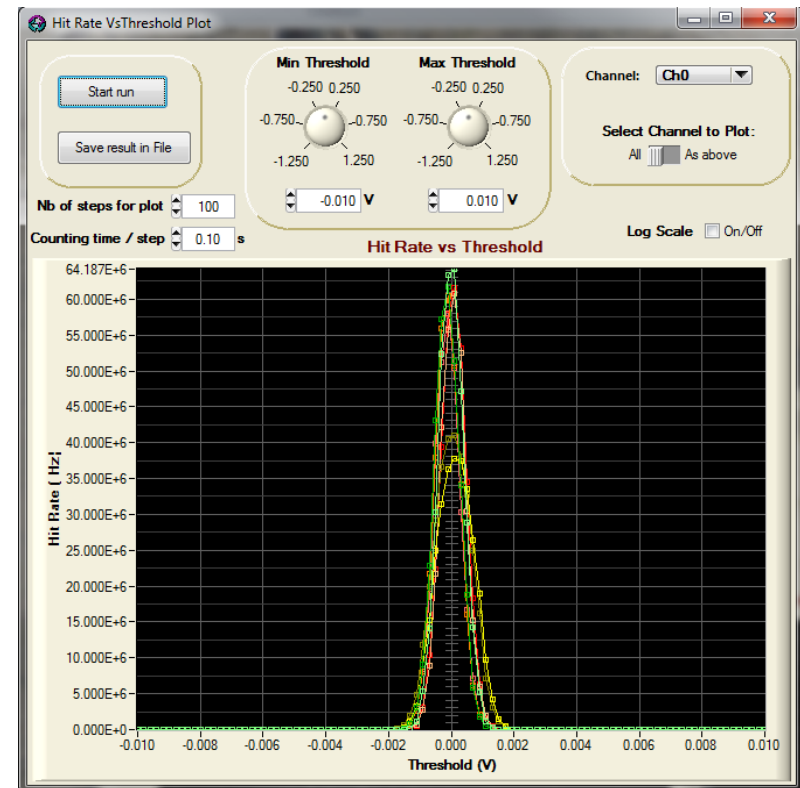 Hit Rate VsThreshold Plot
Start run
Save result in File
Nb of steps for plot 100
Counting time / step 0.10 s
Min Threshold
-0.250 0.250
-0.750 -0.750
-1.250 1.250
-0.010 V
Max Threshold
-0.250 0.250
-0.750 -0.750
-1.250 1.250
0.010 V
Channel: Ch0
Select Channel to Plot:
All As above
Log Scale On/Off
Hit Rate vs Threshold
Hit Rate ( Hz)
64.187E+6
60.000E+6
55.000E+6
50.000E+6
45.000E+6
40.000E+6
35.000E+6
30.000E+6
25.000E+6
20.000E+6
15.000E+6
10.000E+6
5.000E+6
0.000E+0
-0.010 -0.008 -0.006 -0.004 -0.002 0.000 0.002 0.004 0.006 0.008 0.010
Threshold (V)